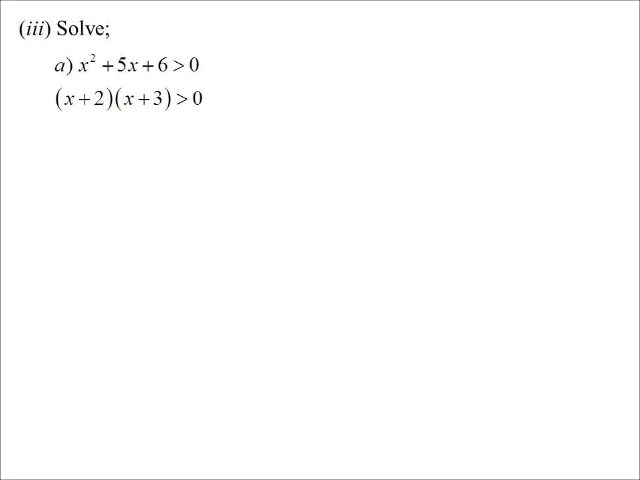 (iii) Solve;
a) x² + 5x + 6 > 0
(x + 2)(x + 3) > 0